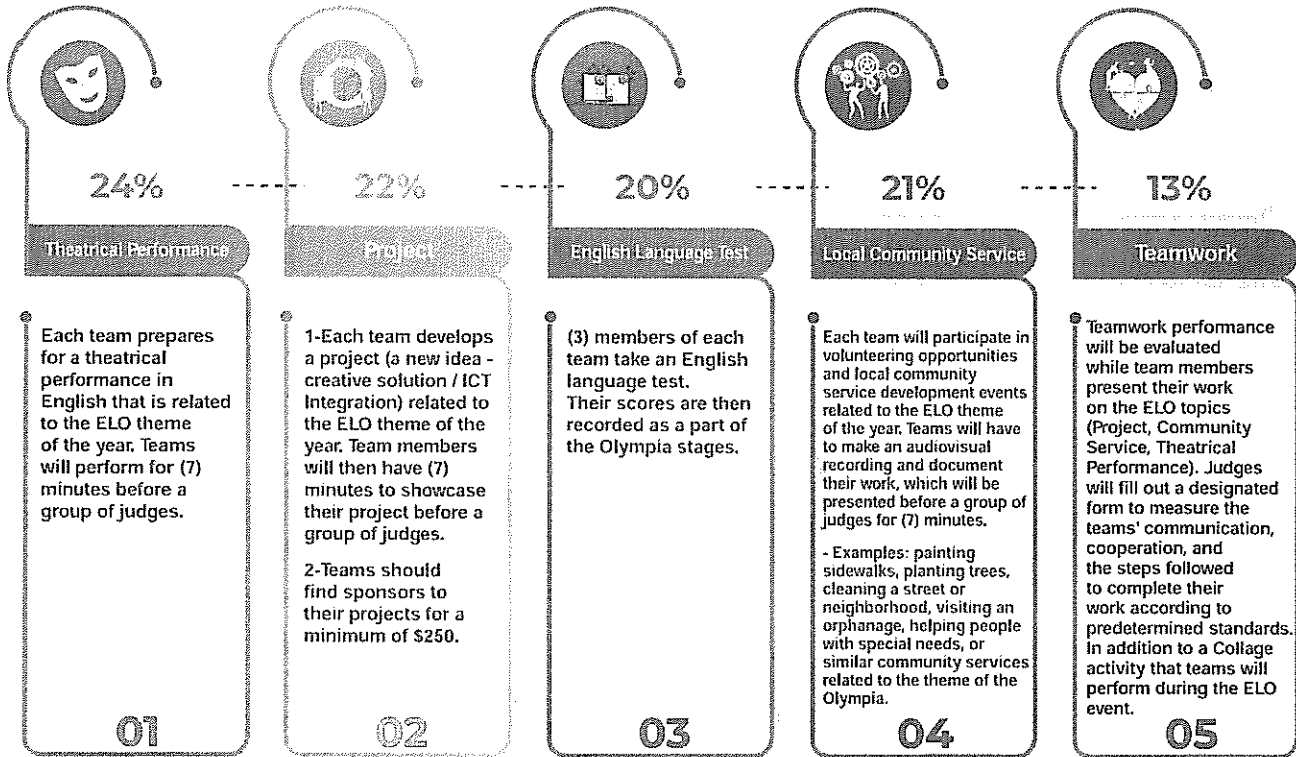 24%
Theatrical Performance
Each team prepares
for a theatrical
performance in
English that is related
to the ELO theme
of the year. Teams
will perform for (7)
minutes before a
group of judges.
01
22%
Project
1-Each team develops
a project (a new idea -
creative solution / ICT
Integration) related to
the ELO theme of the
year. Team members
will then have (7)
minutes to showcase
their project before a
group of judges.
2-Teams should
find sponsors to
their projects for a
minimum of $250.
02
20%
English Language Test
(3) members of each
team take an English
language test.
Their scores are then
recorded as a part of
the Olympia stages.
03
21%
Local Community Service
Each team will participate in
volunteering opportunities
and local community
service development events
related to the ELO theme
of the year. Teams will have
to make an audiovisual
recording and document
their work, which will be
presented before a group of
judges for (7) minutes.
- Examples: painting
sidewalks, planting trees,
cleaning a street or
neighborhood, visiting an
orphanage, helping people
with special needs, or
similar community services
related to the theme of the
Olympia.
04
13%
Teamwork
Teamwork performance
will be evaluated
while team members
present their work
on the ELO topics
(Project, Community
Service, Theatrical
Performance). Judges
will fill out a designated
form to measure the
teams' communication,
cooperation, and
the steps followed
to complete their
work according to
predetermined standards.
In addition to a Collage
activity that teams will
perform during the ELO
event.
05